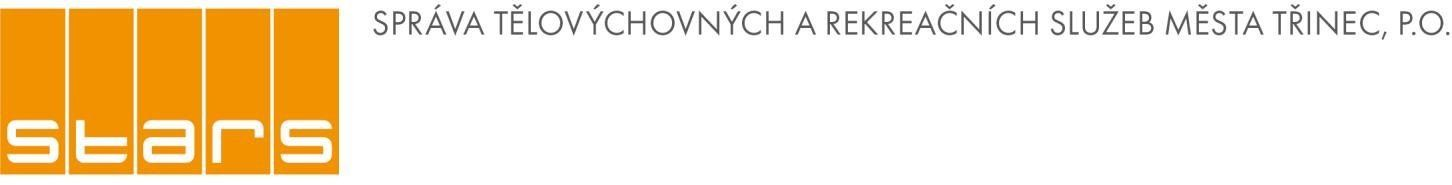 SPRÁVA TĚLOVÝCHOVNÝCH A REKREAČNÍCH SLUŽEB MĚSTA TŘINEC, P.O.
stars